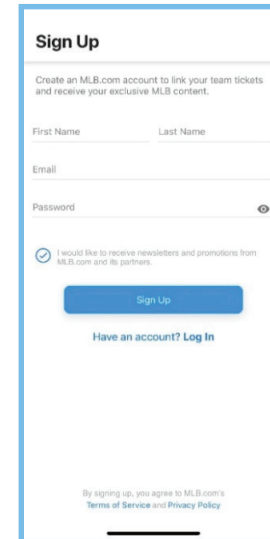 Sign Up
Create an MLB.com account to link your team tickets
and receive your exclusive MLB content.
First Name Last Name
Email
Password
I would like to receive newsletters and promotions from
MLB.com and its partners.
Sign Up
Have an account? Log In
By signing up, you agree to MLB.com's
Terms of Service and Privacy Policy